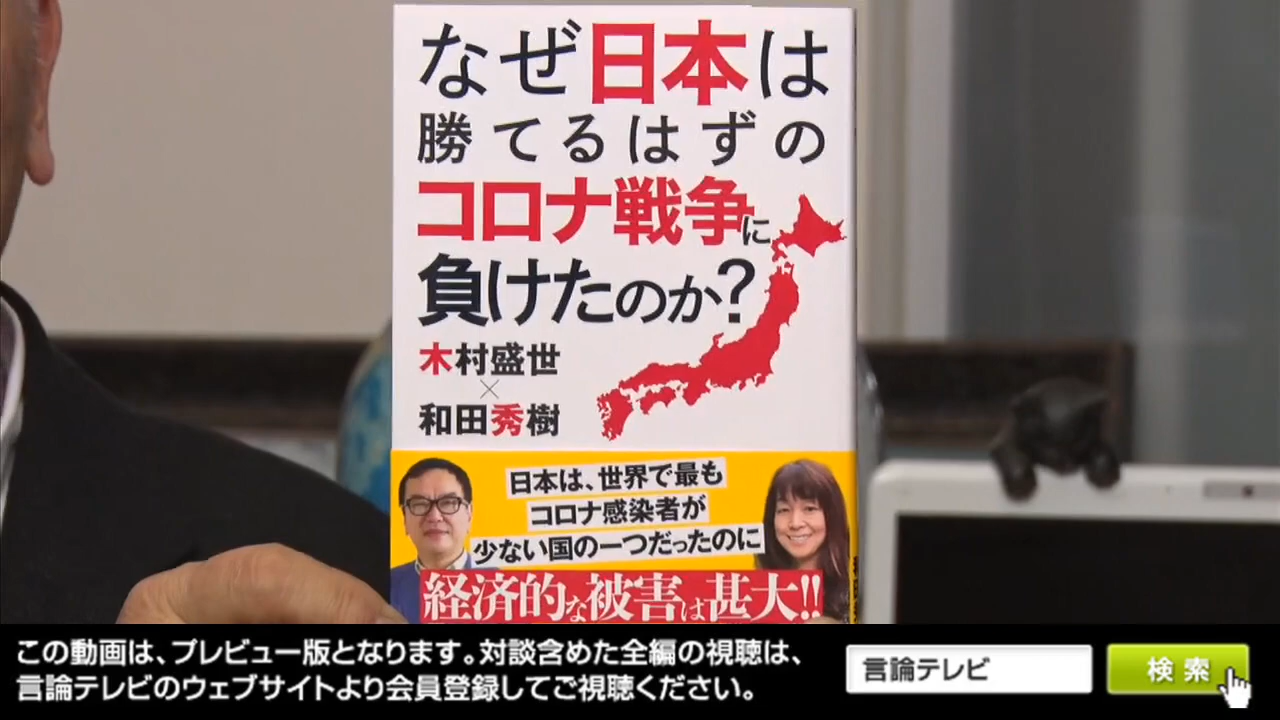 なぜ日本は
勝てるはずの
コロナ戦争に
負けたのか?
木村盛世
×
和田秀樹
日本は、世界で最も
コロナ感染者が
少ない国の一つだったのに
経済的な被害は甚大!!
この動画は、プレビュー版となります。対談含めた全編の視聴は、
言論テレビのウェブサイトより会員登録してご視聴ください。
言論テレビ
検索